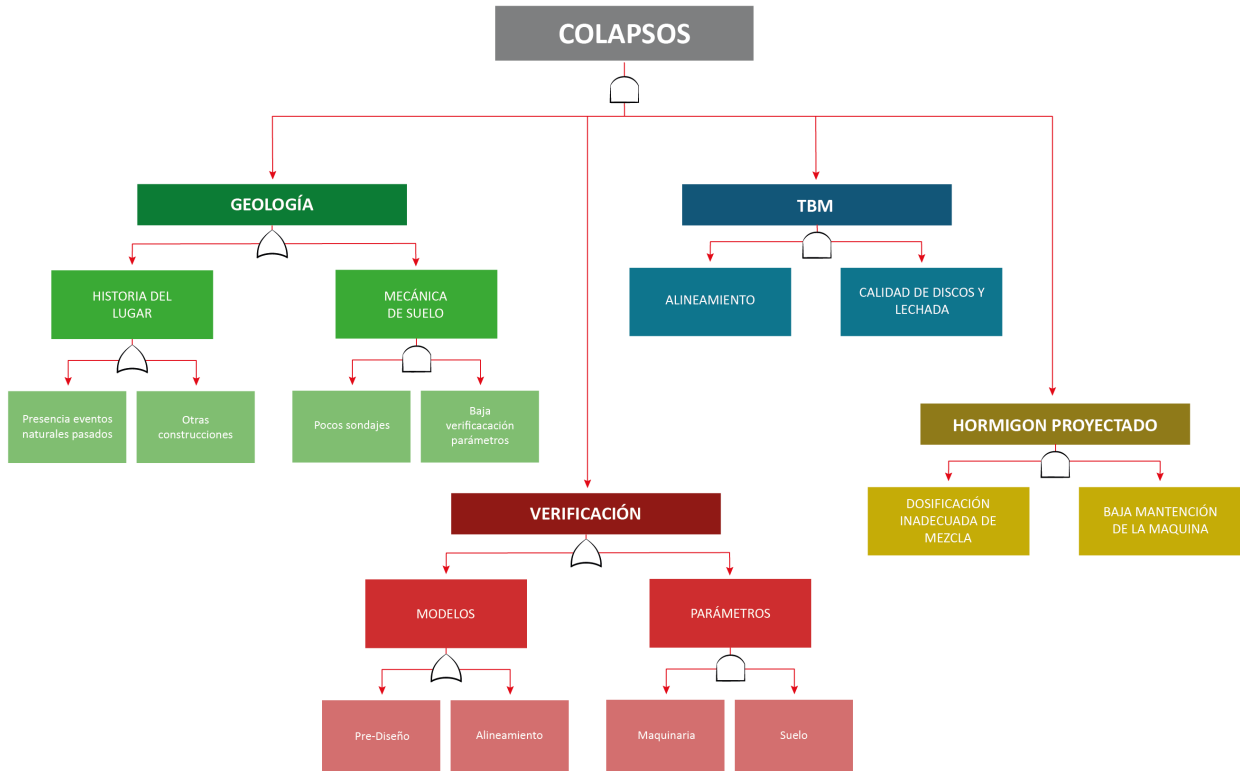 COLAPSOS
GEOLOGÍA
TBM
HISTORIA DEL
LUGAR
MECÁNICA
DE SUELO
ALINEAMIENTO
CALIDAD DE DISCOS Y
LECHADA
Presencia eventos
naturales pasados
Otras
construcciones
Pocos sondajes
Baja
verificacación
parámetros
HORMIGON PROYECTADO
DOSIFICACIÓN
INADECUADA DE
MEZCLA
BAJA MANTENCIÓN
DE LA MAQUINA
VERIFICACIÓN
MODELOS
PARÁMETROS
Pre-Diseño
Alineamiento
Maquinaria
Suelo